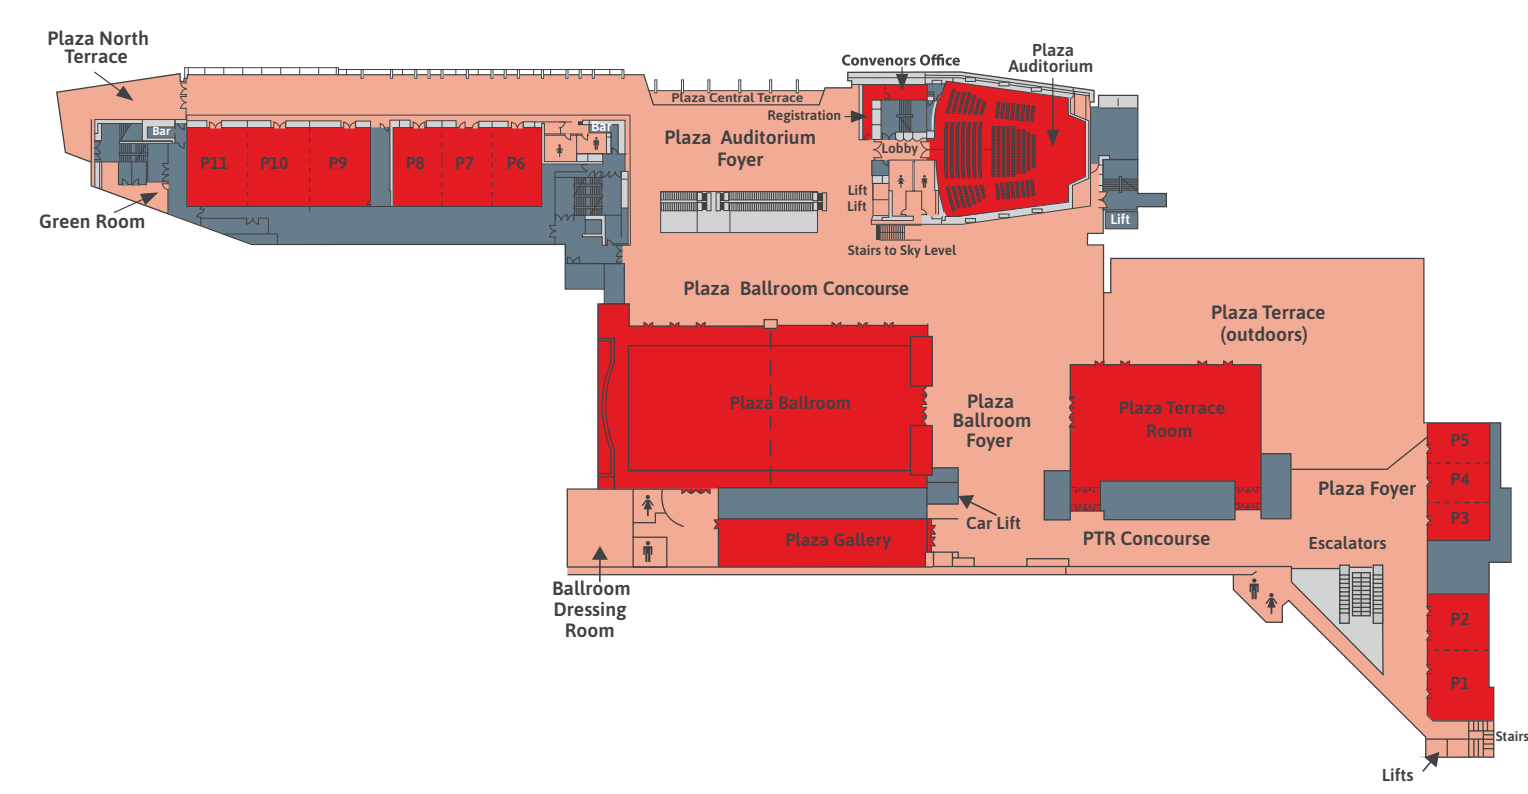 Plaza North
Terrace
Convenors Office
Plaza
Auditorium
Plaza Central Terrace
Registration
Bar
Bar
Plaza Auditorium
Foyer
Lobby
P11
P10
P9
P8
P7
P6
Lift
Lift
Green Room
Lift
Stairs to Sky Level
Plaza Ballroom Concourse
Plaza Terrace
(outdoors)
Plaza Ballroom
Plaza
Ballroom
Foyer
Plaza Terrace
Room
P5
P4
P3
Plaza Foyer
Car Lift
Plaza Gallery
PTR Concourse
Escalators
Ballroom
Dressing
Room
P2
P1
Stairs
Lifts